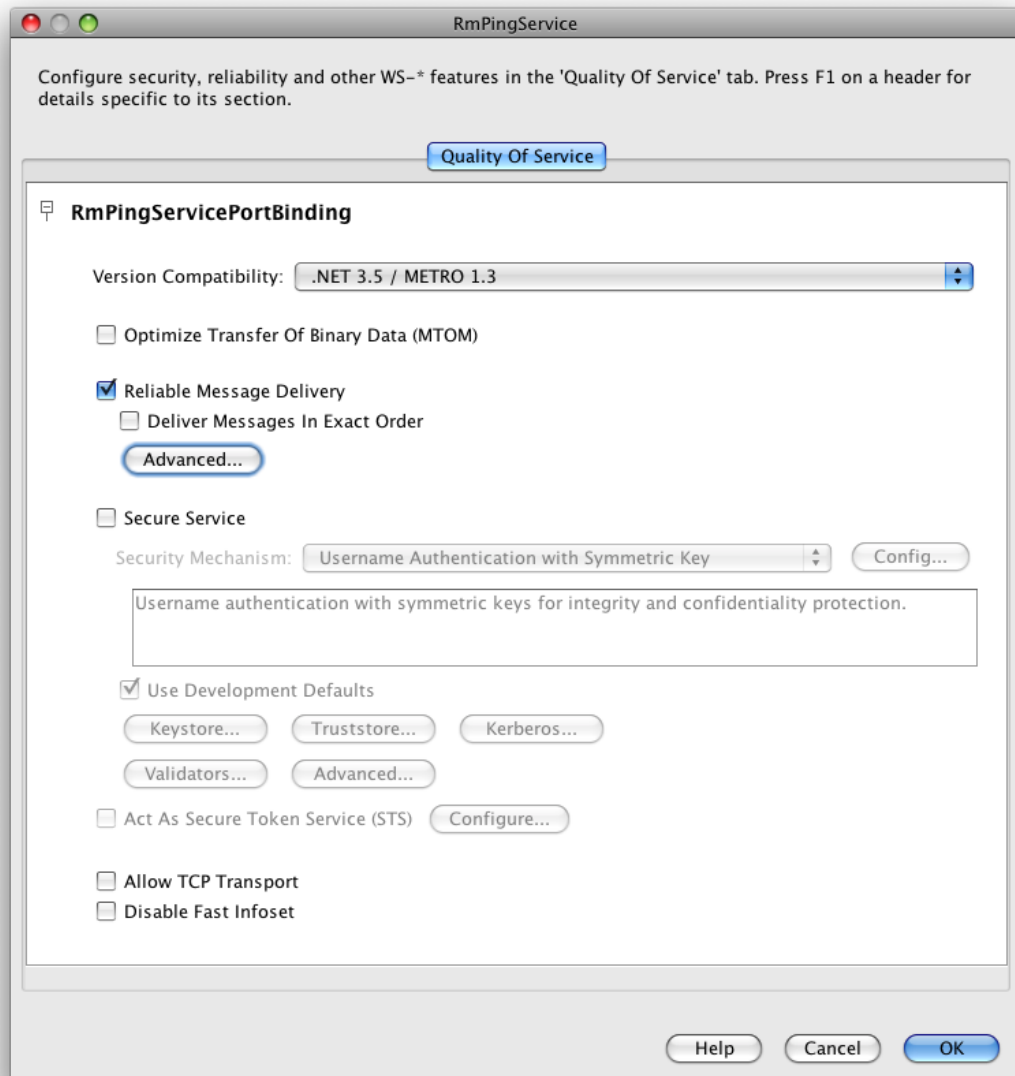 RmPingService
Configure security, reliability and other WS-* features in the 'Quality Of Service' tab. Press F1 on a header for
details specific to its section.
Quality Of Service
RmPingServicePortBinding
Version Compatibility: .NET 3.5 / METRO 1.3
Optimize Transfer Of Binary Data (MTOM)
Reliable Message Delivery
Deliver Messages In Exact Order
Advanced...
Secure Service
Security Mechanism: Username Authentication with Symmetric Key Config...
Username authentication with symmetric keys for integrity and confidentiality protection.
Use Development Defaults
Keystore... Truststore... Kerberos...
Validators... Advanced...
Act As Secure Token Service (STS) Configure...
Allow TCP Transport
Disable Fast Infoset
Help Cancel OK